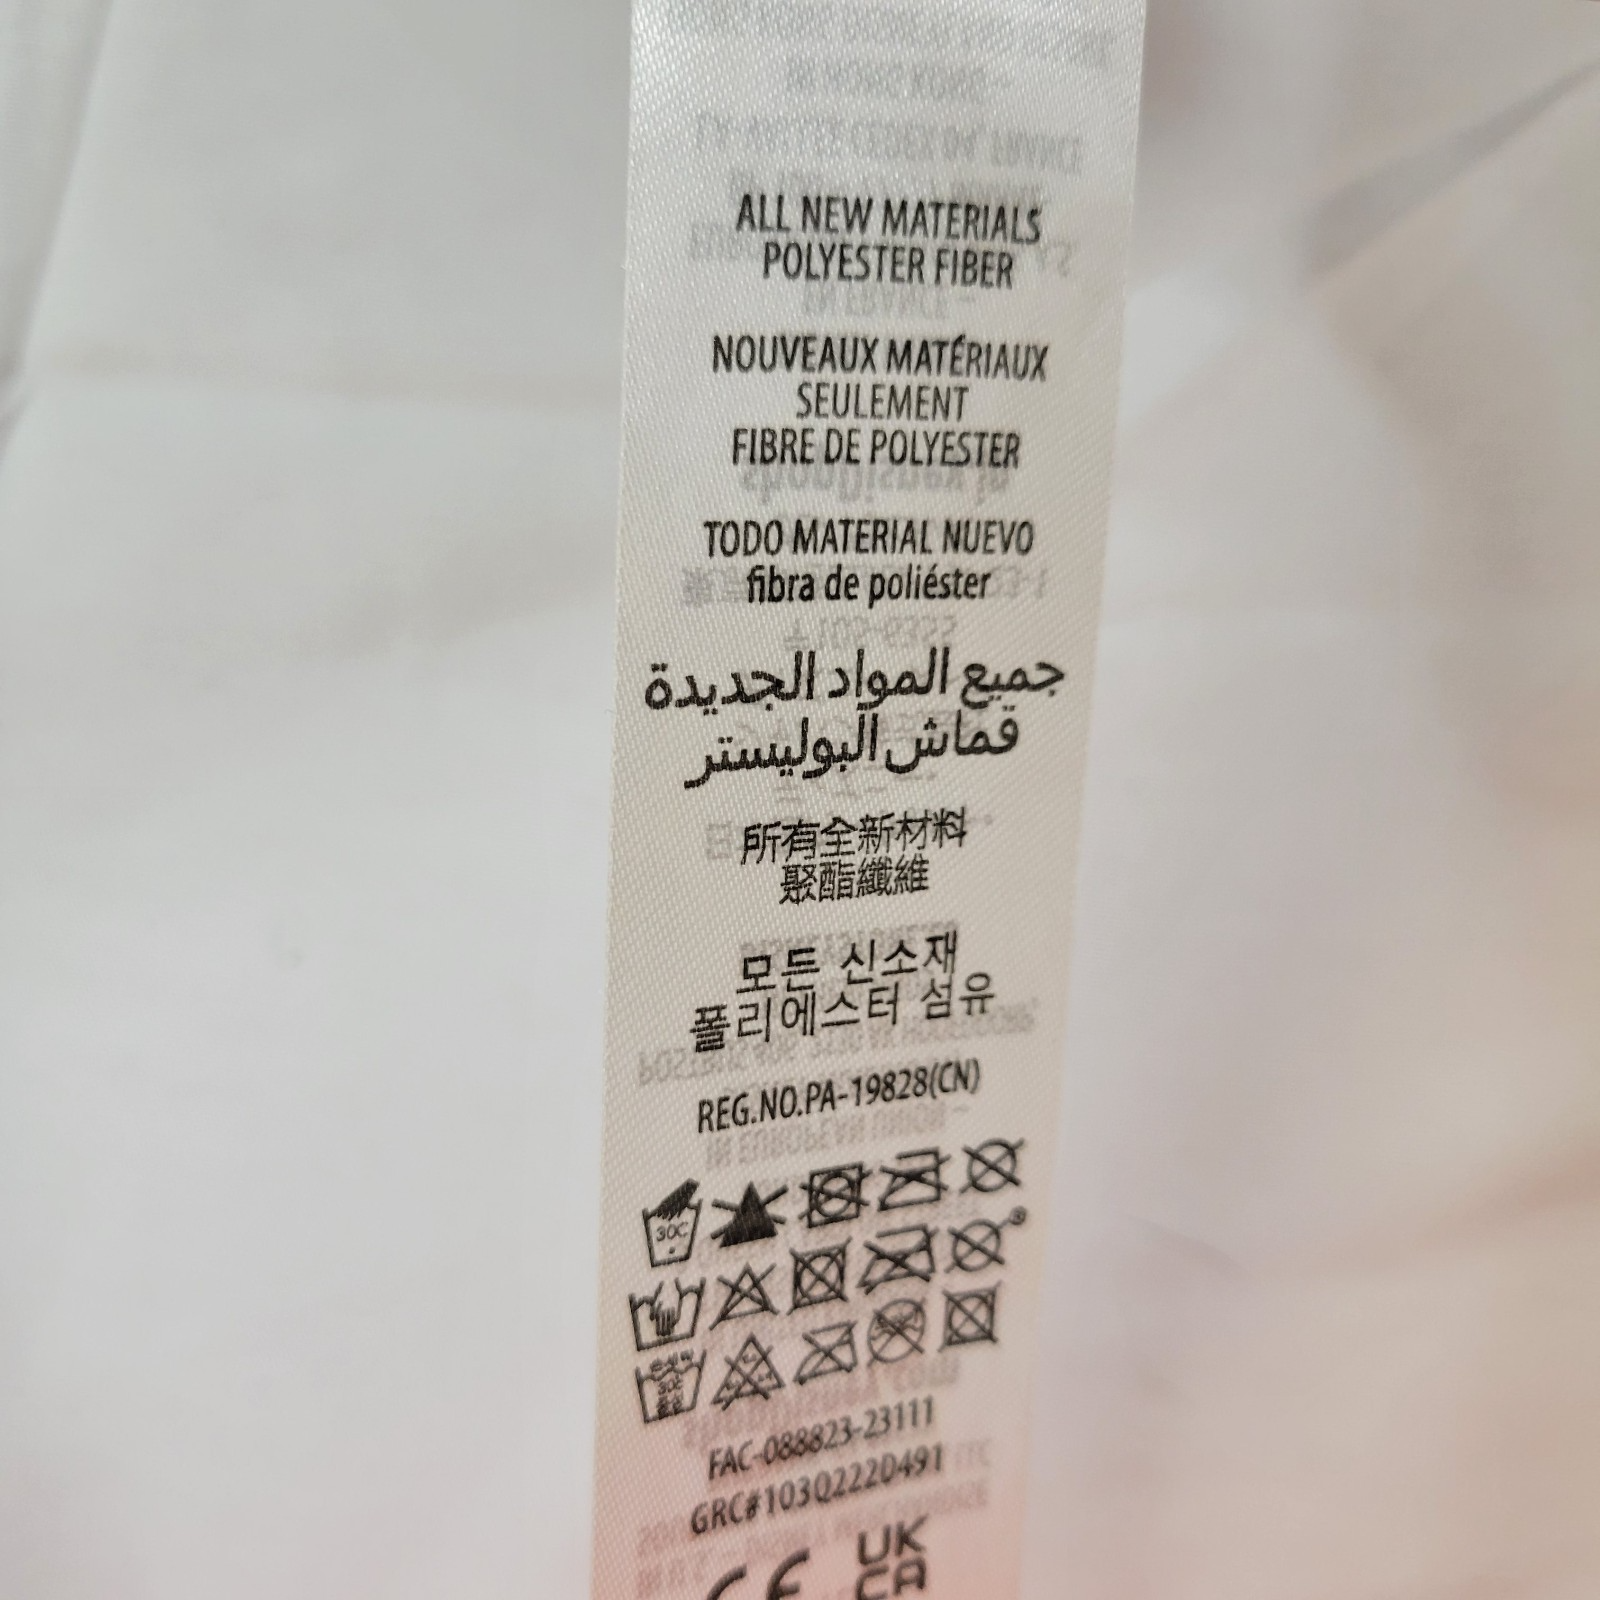 ALL NEW MATERIALS
POLYESTER FIBER
NOUVEAUX MATÉRIAUX
SEULEMENT
FIBRE DE POLYESTER
TODO MATERIAL NUEVO
fibra de poliéster
جميع المواد الجديدة
قماش البوليستر
所有全新材料
聚酯纖維
모든 신소재
폴리에스터 섬유
REG.NO.PA-19828(CN)
30C
FAC-088823-23111
GRC#103Q222D491
CE UK
CA